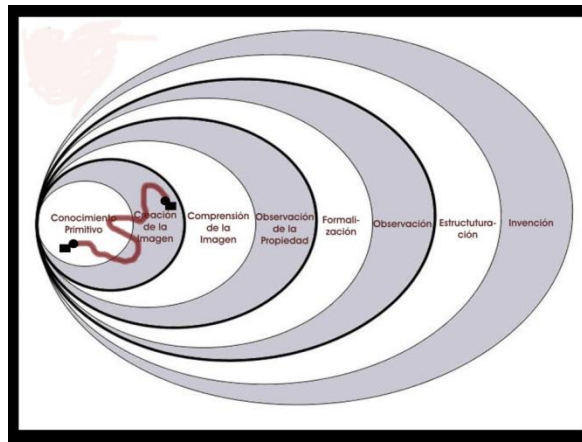 Conocimiento
Primitivo
Creación
de la
Imagen
Comprensión
de la
Imagen
Observación
de la
Propiedad
Formali-
zación
Observación
Estructutura-
ción
Invención